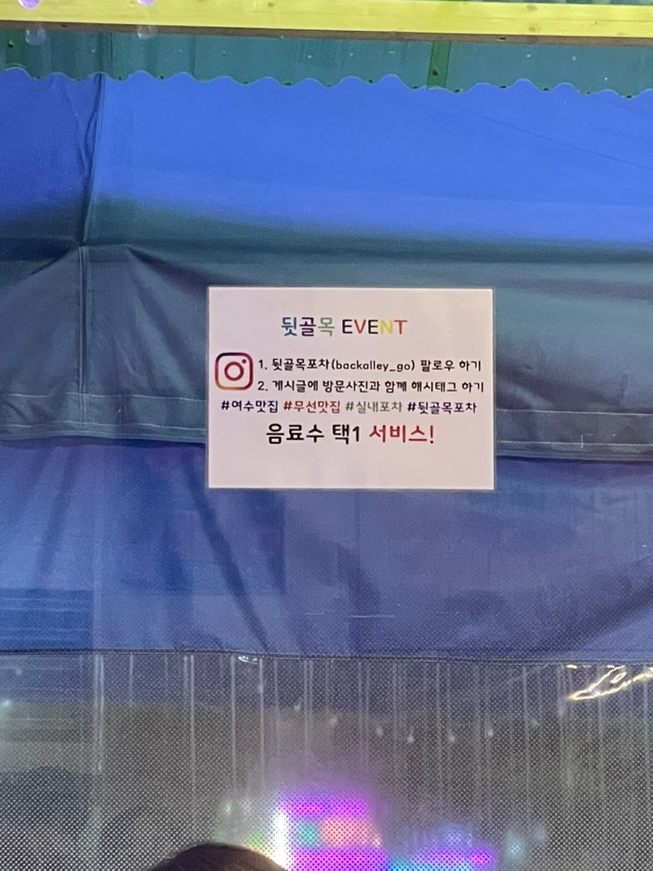 뒷골목 EVENT
1. 뒷골목포차(backalley_go) 팔로우 하기
2. 게시글에 방문사진과 함께 해시태그 하기
#여수맛집 #무선맛집 #실내포차 #뒷골목포차
음료수 택1 서비스!